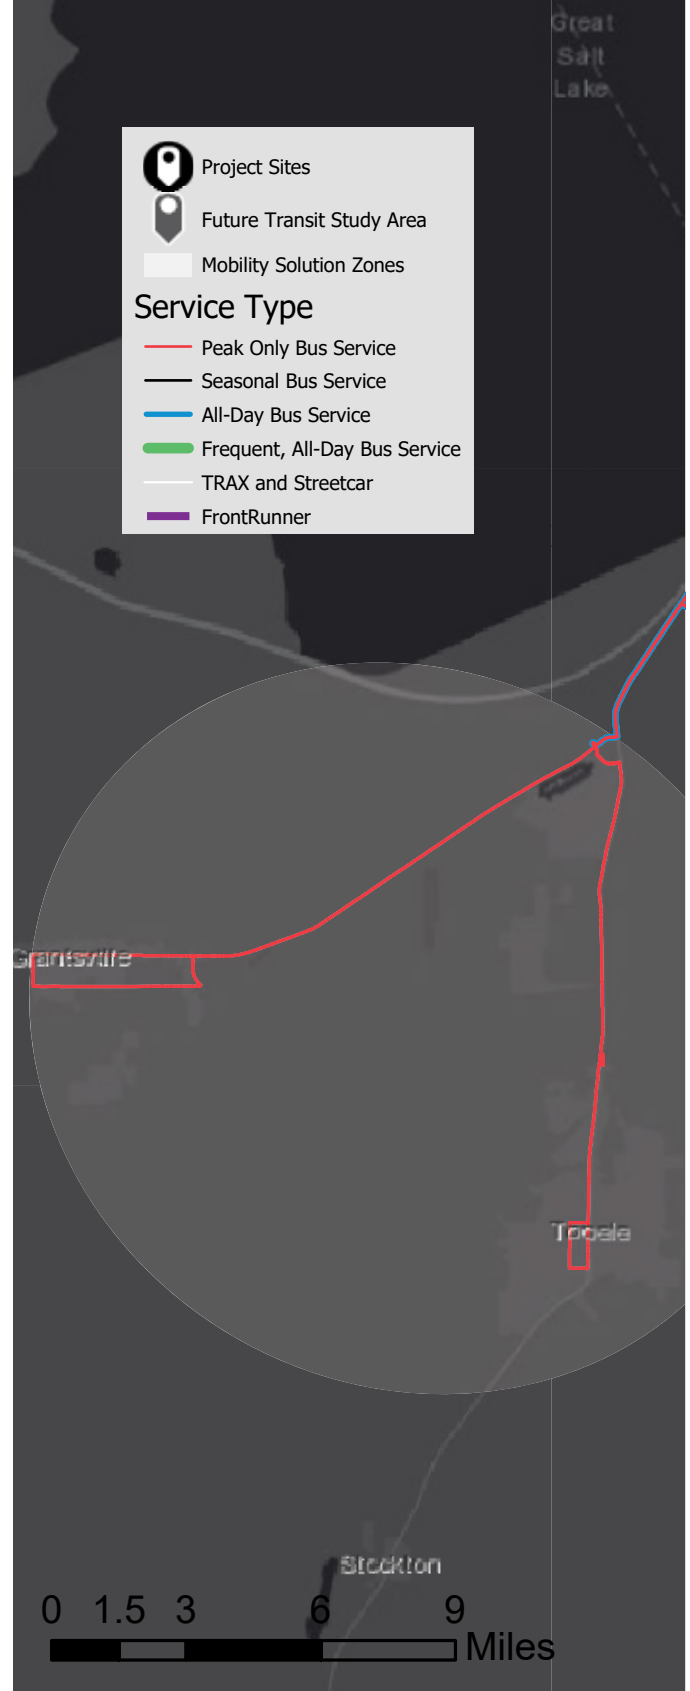 Great
Salt
Lake
Project Sites
Future Transit Study Area
Mobility Solution Zones
Service Type
Peak Only Bus Service
Seasonal Bus Service
All-Day Bus Service
Frequent, All-Day Bus Service
TRAX and Streetcar
FrontRunner
Grantsville
Tooele
Stockton
0 1.5 3 6 9
Miles